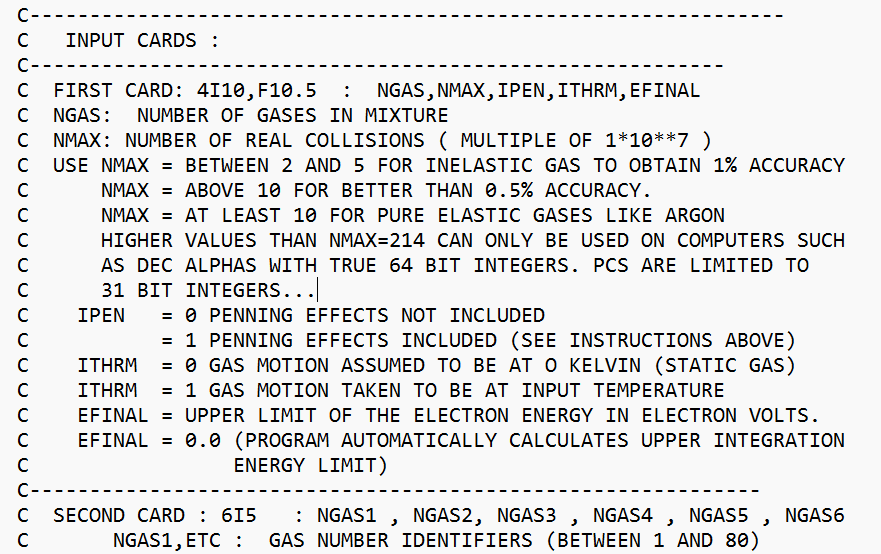 C---------------------------------------------------------------
C   INPUT CARDS :
C----------------------------------------------------------
C  FIRST CARD: 4I10,F10.5  :  NGAS,NMAX,IPEN,ITHRM,EFINAL
C  NGAS:  NUMBER OF GASES IN MIXTURE
C  NMAX: NUMBER OF REAL COLLISIONS ( MULTIPLE OF 1*10**7 )
C  USE NMAX = BETWEEN 2 AND 5 FOR INELASTIC GAS TO OBTAIN 1% ACCURACY
C      NMAX = ABOVE 10 FOR BETTER THAN 0.5% ACCURACY.
C      NMAX = AT LEAST 10 FOR PURE ELASTIC GASES LIKE ARGON
C      HIGHER VALUES THAN NMAX=214 CAN ONLY BE USED ON COMPUTERS SUCH
C      AS DEC ALPHAS WITH TRUE 64 BIT INTEGERS. PCS ARE LIMITED TO
C      31 BIT INTEGERS...
C    IPEN   = 0 PENNING EFFECTS NOT INCLUDED
C           = 1 PENNING EFFECTS INCLUDED (SEE INSTRUCTIONS ABOVE)
C    ITHRM  = 0 GAS MOTION ASSUMED TO BE AT O KELVIN (STATIC GAS)
C    ITHRM  = 1 GAS MOTION TAKEN TO BE AT INPUT TEMPERATURE
C    EFINAL = UPPER LIMIT OF THE ELECTRON ENERGY IN ELECTRON VOLTS.
C    EFINAL = 0.0 (PROGRAM AUTOMATICALLY CALCULATES UPPER INTEGRATION
C                 ENERGY LIMIT)
C-------------------------------------------------------------
C  SECOND CARD : 6I5   : NGAS1 , NGAS2, NGAS3 , NGAS4 , NGAS5 , NGAS6
C       NGAS1,ETC :  GAS NUMBER IDENTIFIERS (BETWEEN 1 AND 80)